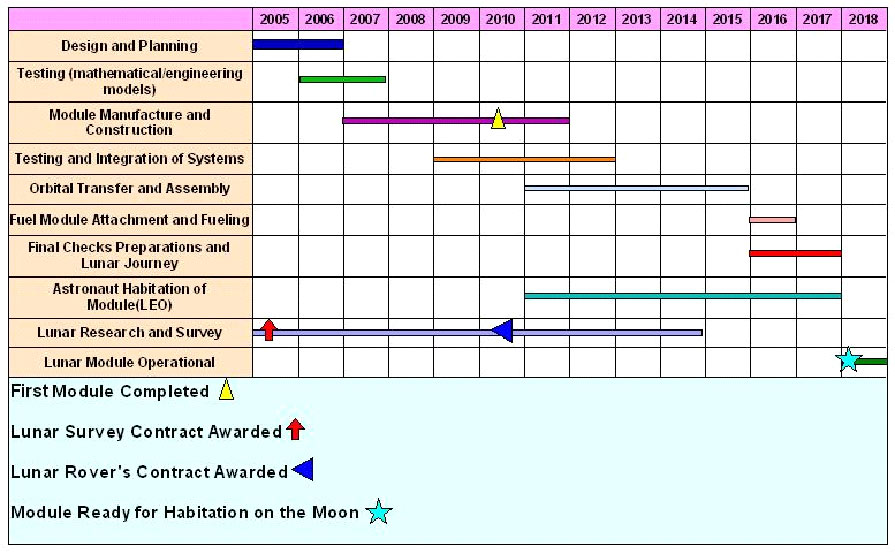 2005 2006 2007 2008 2009 2010 2011 2012 2013 2014 2015 2016 2017 2018
Design and Planning
Testing (mathematical/engineering
models)
Module Manufacture and
Construction
Testing and Integration of Systems
Orbital Transfer and Assembly
Fuel Module Attachment and Fueling
Final Checks Preparations and
Lunar Journey
Astronaut Habitation of
Module(LEO)
Lunar Research and Survey
Lunar Module Operational
First Module Completed
Lunar Survey Contract Awarded
Lunar Rover's Contract Awarded
Module Ready for Habitation on the Moon